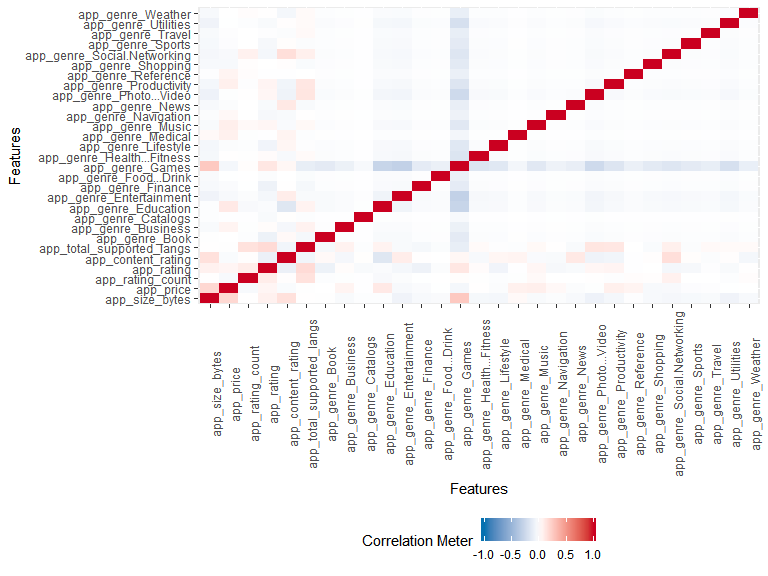 app_genre_Weather
app_genre_Utilities
app_genre_Travel
app_genre_Sports
app_genre_Social.Networking
app_genre_Shopping
app_genre_Reference
app_genre_Productivity
app_genre_Photo...Video
app_genre_News
app_genre_Navigation
app_genre_Music
app_genre_Medical
app_genre_Lifestyle
app_genre_Health...Fitness
app_genre_Games
app_genre_Food...Drink
app_genre_Finance
app_genre_Entertainment
app_genre_Education
app_genre_Catalogs
app_genre_Business
app_genre_Book
app_total_supported_langs
app_content_rating
app_rating
app_rating_count
app_price
app_size_bytes
Features
app_size_bytes
app_price
app_rating_count
app_rating
app_content_rating
app_total_supported_langs
app_genre_Book
app_genre_Business
app_genre_Catalogs
app_genre_Education
app_genre_Entertainment
app_genre_Finance
app_genre_Food...Drink
app_genre_Games
app_genre_Health...Fitness
app_genre_Lifestyle
app_genre_Medical
app_genre_Music
app_genre_Navigation
app_genre_News
app_genre_Photo...Video
app_genre_Productivity
app_genre_Reference
app_genre_Shopping
app_genre_Social.Networking
app_genre_Sports
app_genre_Travel
app_genre_Utilities
app_genre_Weather
Features
Correlation Meter
-1.0 -0.5 0.0 0.5 1.0